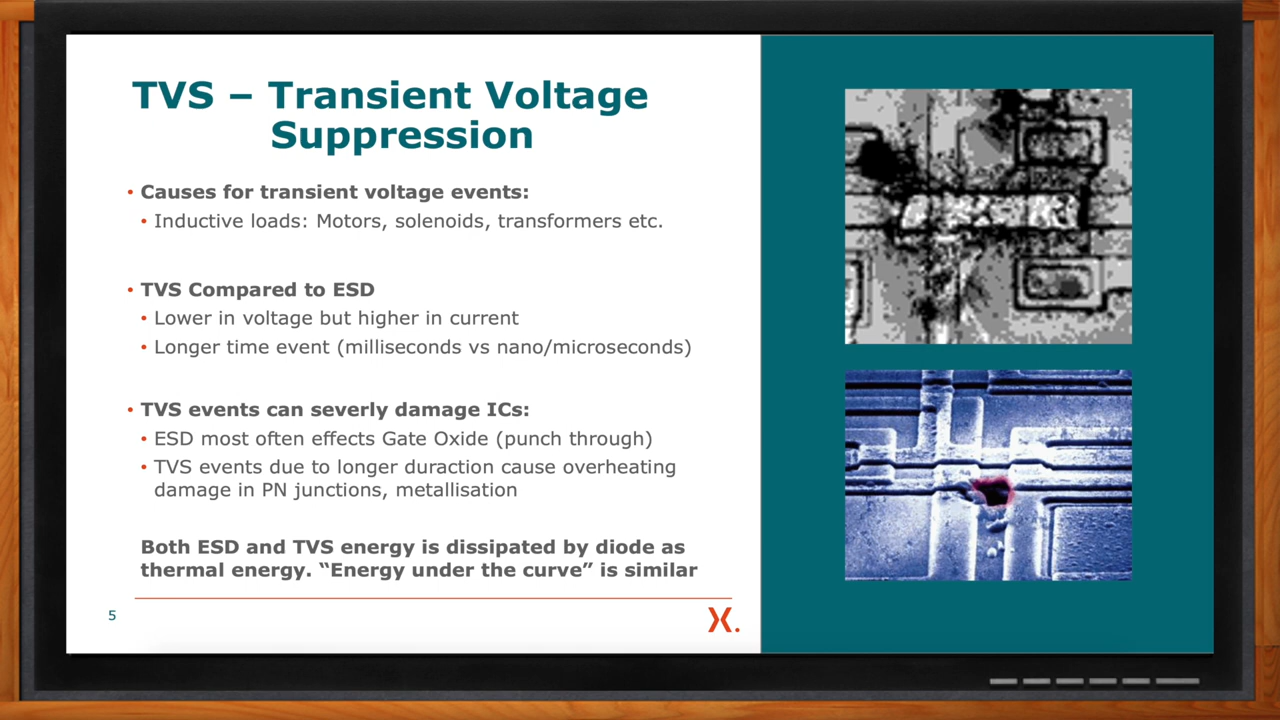 TVS – Transient Voltage
Suppression
• Causes for transient voltage events:
• Inductive loads: Motors, solenoids, transformers etc.
• TVS Compared to ESD
• Lower in voltage but higher in current
• Longer time event (milliseconds vs nano/microseconds)
• TVS events can severly damage ICs:
• ESD most often effects Gate Oxide (punch through)
• TVS events due to longer duraction cause overheating
damage in PN junctions, metallisation
Both ESD and TVS energy is dissipated by diode as
thermal energy. “Energy under the curve” is similar
5